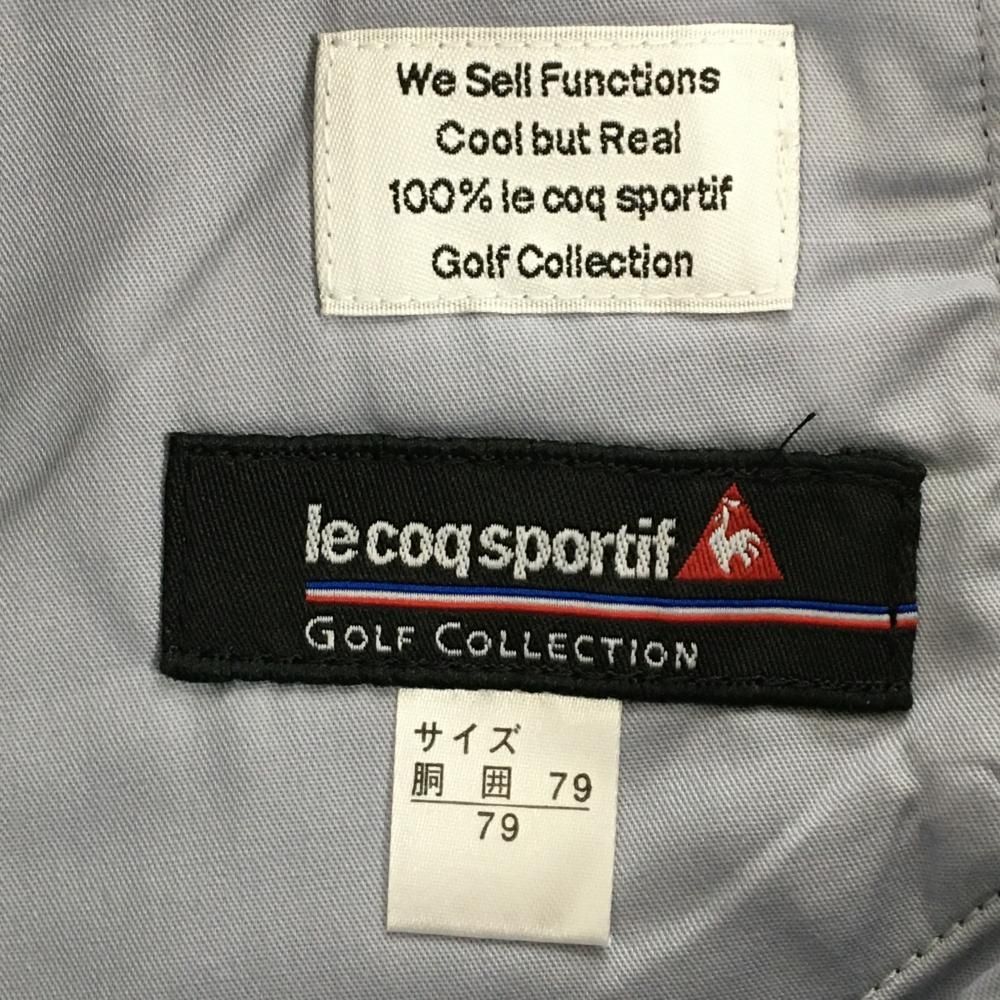 We Sell Functions
Cool but Real
100% le coq sportif
Golf Collection
le coq sportif
GOLF COLLECTION
サイズ
胴 囲 79
79